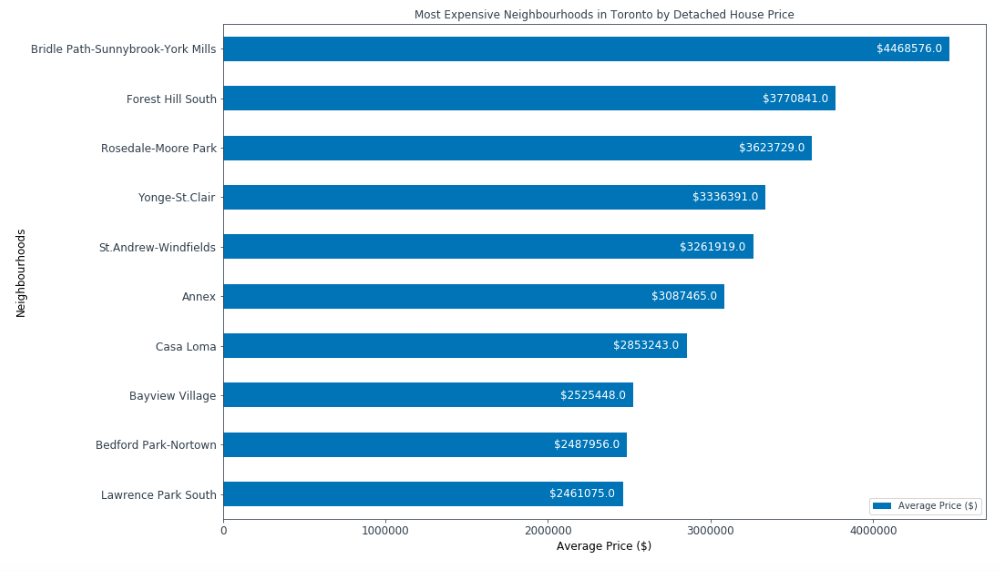 Most Expensive Neighbourhoods in Toronto by Detached House Price
Bridle Path-Sunnybrook-York Mills
$4468576.0
Forest Hill South
$3770841.0
Rosedale-Moore Park
$3623729.0
Yonge-St.Clair
$3336391.0
St.Andrew-Windfields
$3261919.0
Annex
$3087465.0
Casa Loma
$2853243.0
Bayview Village
$2525448.0
Bedford Park-Nortown
$2487956.0
Lawrence Park South
$2461075.0
Neighbourhoods
Average Price ($)
0 1000000 2000000 3000000 4000000
Average Price ($)